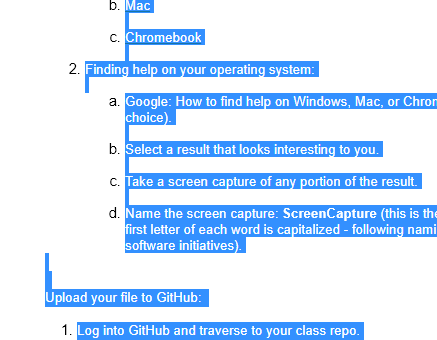 b. Mac
c. Chromebook
2. Finding help on your operating system:
a. Google: How to find help on Windows, Mac, or Chror
choice).
b. Select a result that looks interesting to you.
c. Take a screen capture of any portion of the result.
d. Name the screen capture: ScreenCapture (this is the
first letter of each word is capitalized - following nami
software initiatives).
Upload your file to GitHub:
1. Log into GitHub and traverse to your class repo.